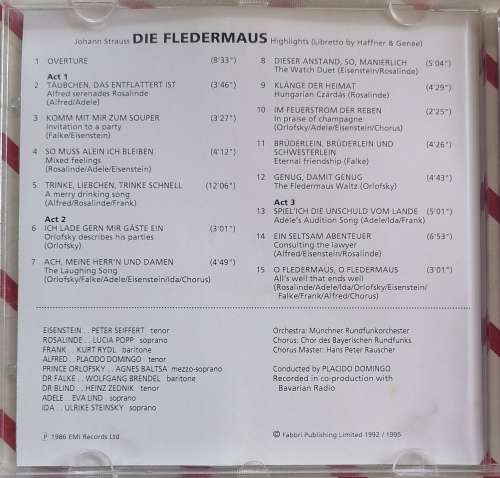 Johann Strauss DIE FLEDERMAUS Highlights (Libretto by Haffner & Genée)
1 OVERTURE (8'33")
Act 1
2 TÄUBCHEN, DAS ENTFLATTERT IST (3'46")
Alfred serenades Rosalinde
(Alfred/Adele)
3 KOMM MIT MIR ZUM SOUPER (3'27")
Invitation to a party
(Falke/Eisenstein)
4 SO MUSS ALEIN ICH BLEIBEN (4'12")
Mixed feelings
(Rosalinde/Adele/Eisenstein)
5 TRINKE, LIEBCHEN, TRINKE SCHNELL (12'06")
A merry drinking song
(Alfred/Rosalinde/Frank)
Act 2
6 ICH LADE GERN MIR GÄSTE EIN (3'01")
Orlofsky describes his parties
(Orlofsky)
7 ACH, MEINE HERR'N UND DAMEN (4'49")
The Laughing Song
(Orlofsky/Falke/Adele/Eisenstein/Ida/Chorus)
8 DIESER ANSTAND, SO, MANIERLICH (5'04")
The Watch Duet (Eisenstein/Rosalinde)
9 KLÄNGE DER HEIMAT (4'29")
Hungarian Czárdás (Rosalinde)
10 IM FEUERSTROM DER REBEN (2'25")
In praise of champagne
(Orlofsky/Adele/Eisenstein/Chorus)
11 BRÜDERLEIN, BRÜDERLEIN UND (4'26")
SCHWESTERLEIN
Eternal friendship (Falke)
12 GENUG, DAMIT GENUG (4'43")
The Fledermaus Waltz (Orlofsky)
Act 3
13 SPIEL'ICH DIE UNSCHULD VOM LANDE (5'01")
Adele's Audition Song (Adele/Ida/Frank)
14 EIN SELTSAM ABENTEUER (6'53")
Consulting the lawyer
(Alfred/Eisenstein/Rosalinde)
15 O FLEDERMAUS, O FLEDERMAUS (3'01")
All's well that ends well
(Rosalinde/Adele/Ida/Orlofsky/Eisenstein/
Falke/Frank/Alfred/Chorus)
EISENSTEIN . . PETER SEIFFERT tenor
ROSALINDE . . LUCIA POPP soprano
FRANK . . KURT RYDL baritone
ALFRED . . PLACIDO DOMINGO tenor
PRINCE ORLOFSKY . . AGNES BALTSA mezzo-soprano
DR FALKE . . WOLFGANG BRENDEL baritone
DR BLIND . . HEINZ ZEDNIK tenor
ADELE . . EVA LIND soprano
IDA . . ULRIKE STEINSKY soprano
Orchestra: Münchner Rundfunkorchester
Chorus: Chor des Bayerischen Rundfunks
Chorus Master: Hans Peter Rauscher
Conducted by PLACIDO DOMINGO
Recorded in co-production with
Bavarian Radio
℗ 1986 EMI Records Ltd
© Fabbri Publishing Limited 1992 / 1995